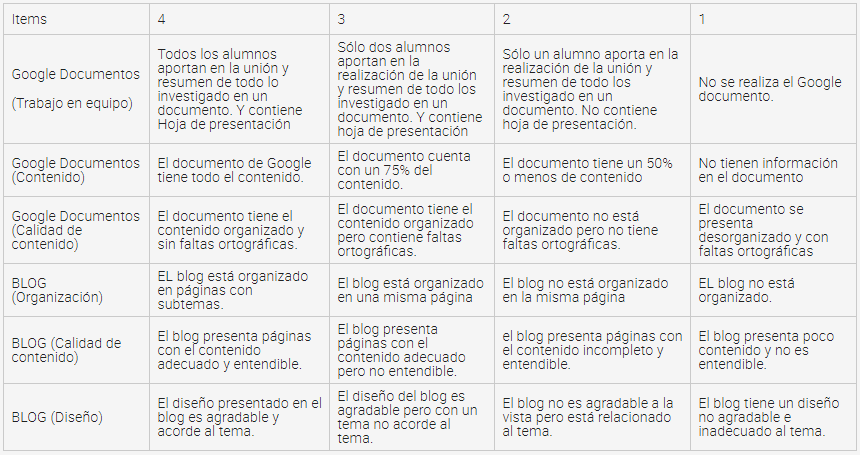 Items
4
3
2
1
Google Documentos
(Trabajo en equipo)
Todos los alumnos
aportan en la unión y
resumen de todo lo
investigado en un
documento. Y contiene
Hoja de presentación
Sólo dos alumnos
aportan en la
realización de la unión
y resumen de todo los
investigado en un
documento. Y contiene
hoja de presentación
Sólo un alumno aporta en la
realización de la unión y
resumen de todo los
investigado en un
documento. No contiene
hoja de presentación.
No se realiza el Google
documento.
Google Documentos
(Contenido)
El documento de Google
tiene todo el contenido.
El documento cuenta
con un 75% del
contenido.
El documento tiene un 50%
o menos de contenido
No tienen información
en el documento
Google Documentos
(Calidad de
contenido)
El documento tiene el
contenido organizado y
sin faltas ortográficas.
El documento tiene el
contenido organizado
pero contiene faltas
ortográficas.
El documento no está
organizado pero no tiene
faltas ortográficas.
El documento se
presenta
desorganizado y con
faltas ortográficas
BLOG
(Organización)
EL blog está organizado
en páginas con
subtemas.
El blog está organizado
en una misma página
El blog no está organizado
en la misma página
EL blog no está
organizado.
BLOG (Calidad de
contenido)
El blog presenta páginas
con el contenido
adecuado y entendible.
El blog presenta
páginas con el
contenido adecuado
pero no entendible.
el blog presenta páginas con
el contenido incompleto y
entendible.
El blog presenta poco
contenido y no es
entendible.
BLOG (Diseño)
El diseño presentado en el
blog es agradable y
acorde al tema.
El diseño del blog es
agradable pero con un
tema no acorde al
tema.
El blog no es agradable a la
vista pero está relacionado
al tema.
El blog tiene un diseño
no agradable e
inadecuado al tema.